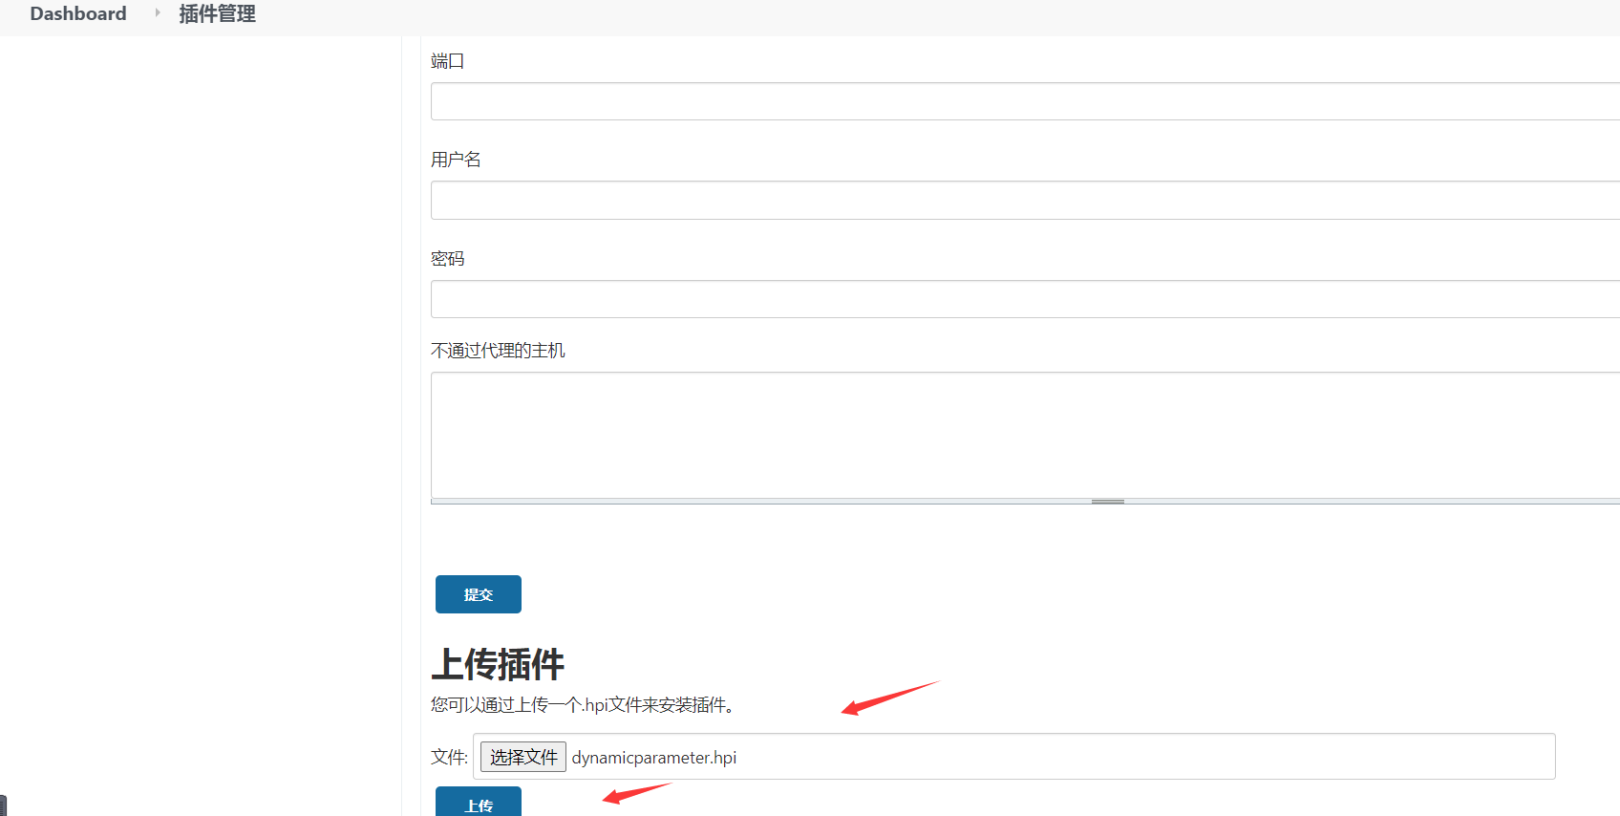 Dashboard 插件管理
端口
用户名
密码
不通过代理的主机
提交
上传插件
您可以通过上传一个.hpi文件来安装插件。
文件: 选择文件 dynamicparameter.hpi
上传